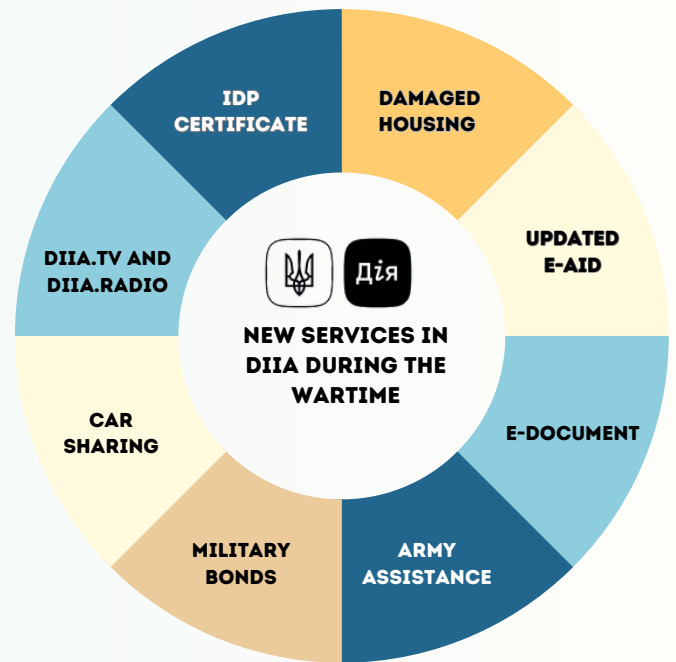 IDP
CERTIFICATE
DAMAGED
HOUSING
UPDATED
E-AID
E-DOCUMENT
ARMY
ASSISTANCE
MILITARY
BONDS
CAR
SHARING
DIIA.TV AND
DIIA.RADIO
Дія
NEW SERVICES IN
DIIA DURING THE
WARTIME